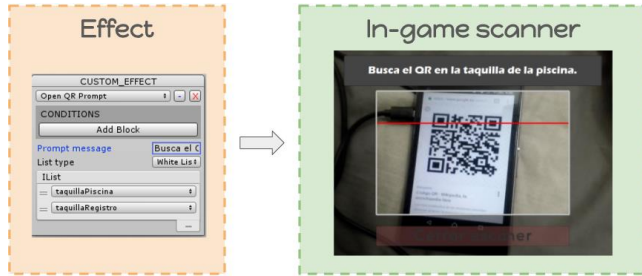 Effect
CUSTOM_EFFECT
Open QR Prompt
- X
CONDITIONS
Add Block
Prompt message Busca el C
List type White Lis
IList
= taquillaPiscina
= taquillaRegistro
In-game scanner
Busca el QR en la taquilla de la piscina.